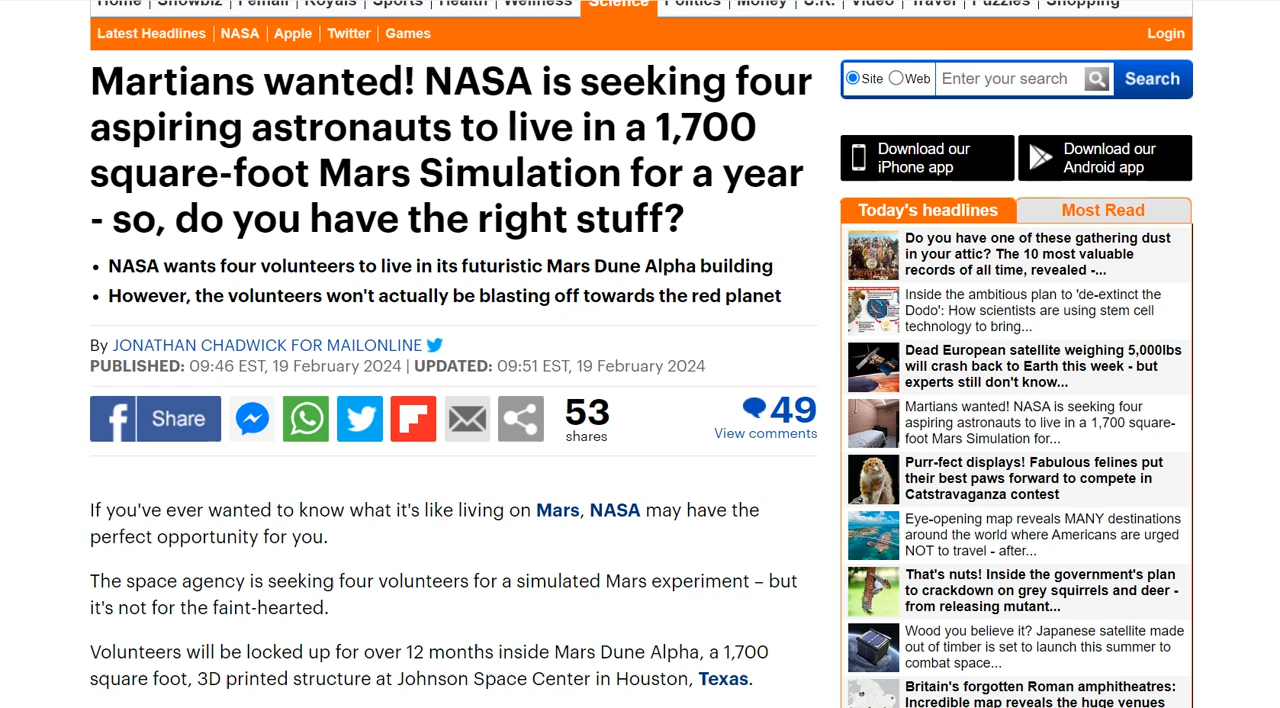 Home Showbiz Femail Royals Sports Health Wellness Science Politics Money U.K. Video Travel Puzzles Shopping
Latest Headlines NASA Apple Twitter Games Login
Martians wanted! NASA is seeking four
aspiring astronauts to live in a 1,700
square-foot Mars Simulation for a year
- so, do you have the right stuff?
• NASA wants four volunteers to live in its futuristic Mars Dune Alpha building
• However, the volunteers won't actually be blasting off towards the red planet
By JONATHAN CHADWICK FOR MAILONLINE
PUBLISHED: 09:46 EST, 19 February 2024 | UPDATED: 09:51 EST, 19 February 2024
f Share
53
shares
49
View comments
If you've ever wanted to know what it's like living on Mars, NASA may have the
perfect opportunity for you.
The space agency is seeking four volunteers for a simulated Mars experiment – but
it's not for the faint-hearted.
Volunteers will be locked up for over 12 months inside Mars Dune Alpha, a 1,700
square foot, 3D printed structure at Johnson Space Center in Houston, Texas.
Site Web Enter your search Search
Download our
iPhone app
Download our
Android app
Today's headlines Most Read
Do you have one of these gathering dust
in your attic? The 10 most valuable
records of all time, revealed -...
Inside the ambitious plan to 'de-extinct the
Dodo': How scientists are using stem cell
technology to bring...
Dead European satellite weighing 5,000lbs
will crash back to Earth this week - but
experts still don't know...
Martians wanted! NASA is seeking four
aspiring astronauts to live in a 1,700 square-
foot Mars Simulation for...
Purr-fect displays! Fabulous felines put
their best paws forward to compete in
Catstravaganza contest
Eye-opening map reveals MANY destinations
around the world where Americans are urged
NOT to travel - after...
That's nuts! Inside the government's plan
to crackdown on grey squirrels and deer -
from releasing mutant...
Wood you believe it? Japanese satellite made
out of timber is set to launch this summer to
combat space...
Britain's forgotten Roman amphitheatres:
Incredible map reveals the huge venues